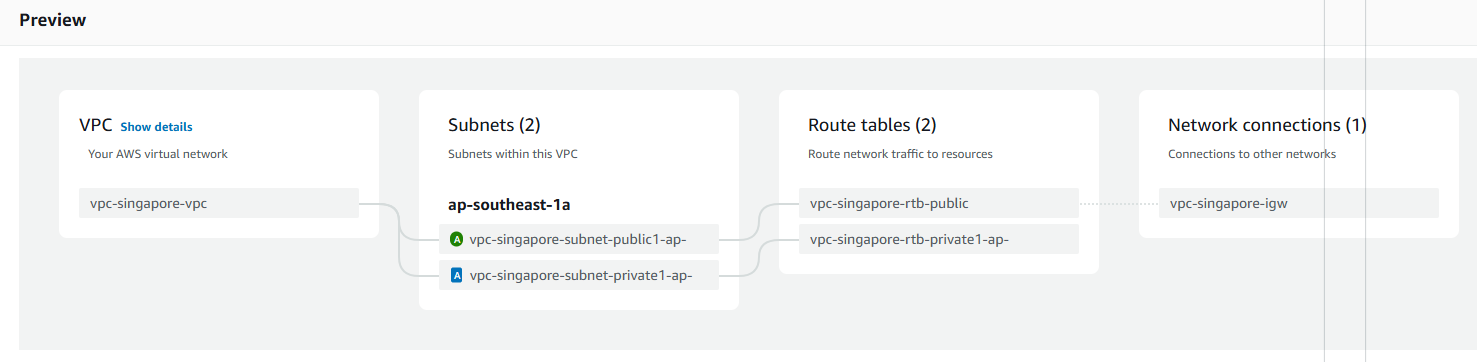 Preview
VPC Show details
Your AWS virtual network
vpc-singapore-vpc
Subnets (2)
Subnets within this VPC
ap-southeast-1a
A vpc-singapore-subnet-public1-ap-
A vpc-singapore-subnet-private1-ap-
Route tables (2)
Route network traffic to resources
vpc-singapore-rtb-public
vpc-singapore-rtb-private1-ap-
Network connections (1)
Connections to other networks
vpc-singapore-igw